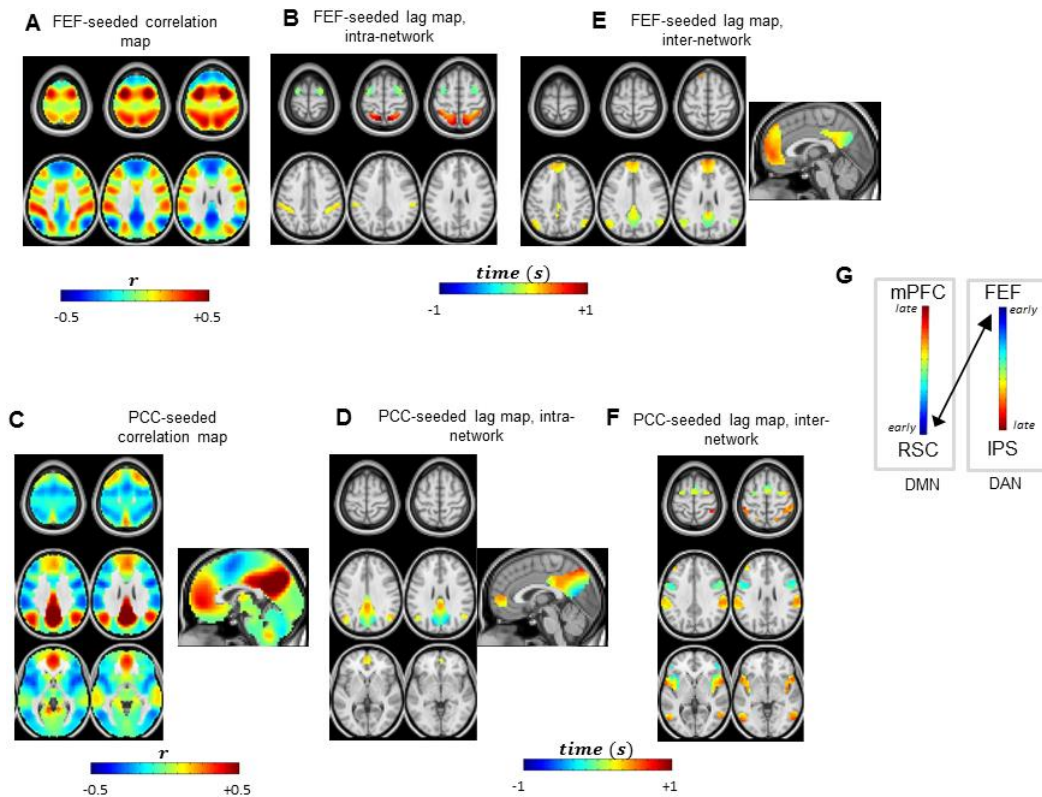 A FEF-seeded correlation
map
B FEF-seeded lag map,
intra-network
E FEF-seeded lag map,
inter-network
r
-0.5 +0.5
time (s)
-1 +1
G
mPFC FEF
late early
early late
RSC IPS
DMN DAN
C PCC-seeded
correlation map
D PCC-seeded lag map, intra-
network
F PCC-seeded lag map, inter-
network
r
-0.5 +0.5
time (s)
-1 +1